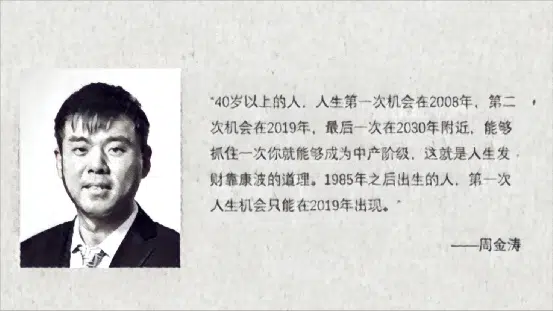 “40岁以上的人，人生第一次机会在2008年，第二
次机会在2019年，最后一次在2030年附近，能够
抓住一次你就能够成为中产阶级，这就是人生发
财靠康波的道理。1985年之后出生的人，第一次
人生机会只能在2019年出现。”
——周金涛